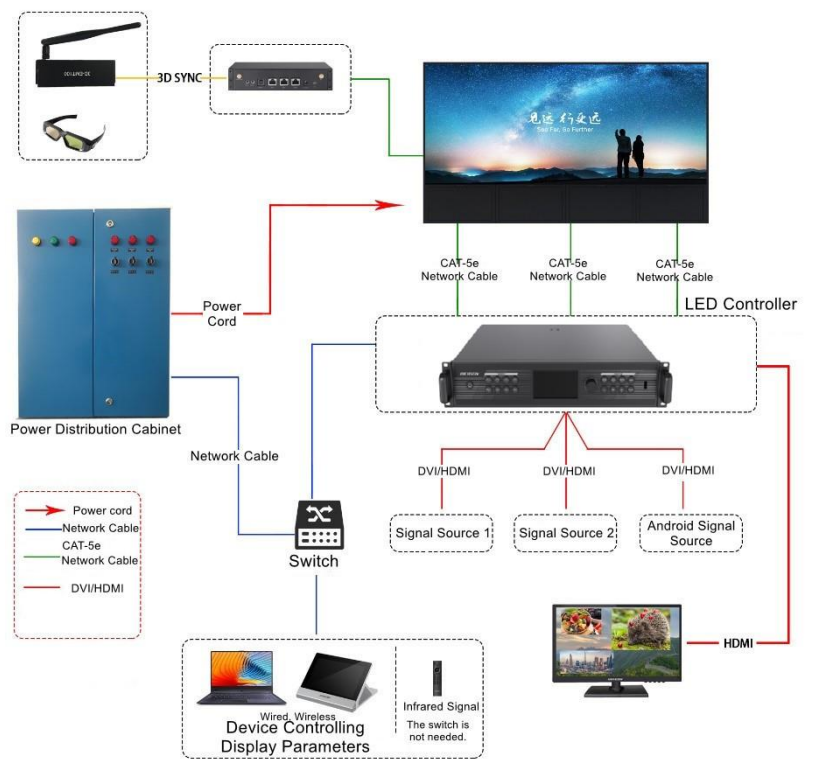 3D SYNC
见远 行更远
See Far, Go Further
CAT-5e
Network Cable
CAT-5e
Network Cable
CAT-5e
Network Cable
LED Controller
Power
Cord
Power Distribution Cabinet
Network Cable
DVI/HDMI
DVI/HDMI
DVI/HDMI
Signal Source 1
Signal Source 2
Android Signal
Source
Switch
Power cord
Network Cable
CAT-5e
Network Cable
DVI/HDMI
HDMI
Wired, Wireless
Device Controlling
Display Parameters
Infrared Signal
The switch is
not needed.